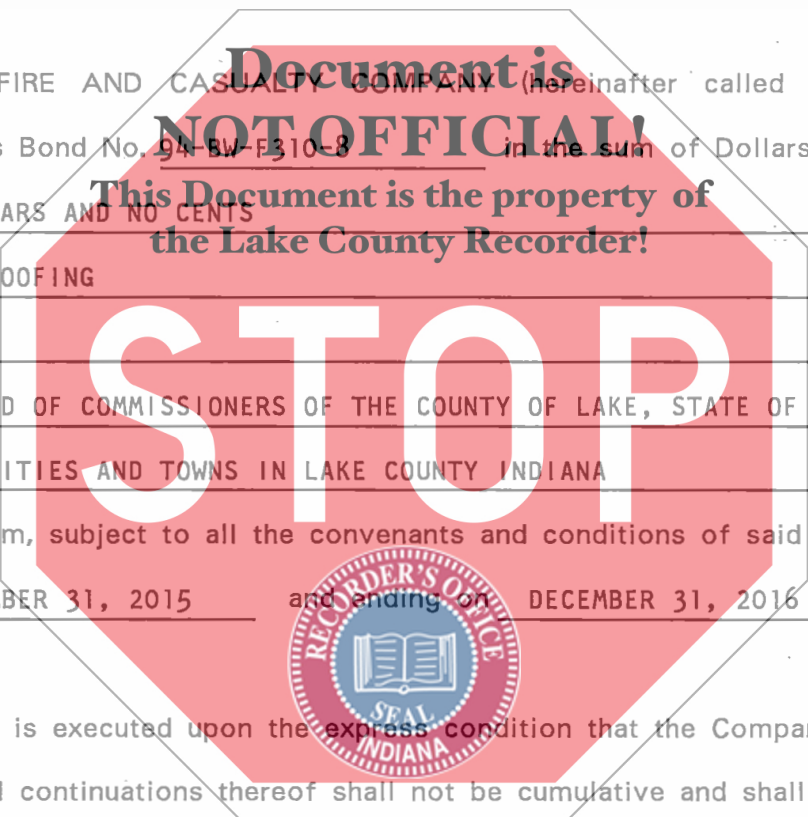 Document is
FIRE AND CASUALTY COMPANY (hereinafter called
NOT OFFICIAL!
s Bond No. 94-BW-F310-8 in the sum of Dollars
This Document is the property of
ARS AND NO CENTS
the Lake County Recorder!
OOFING
STOP
D OF COMMISSIONERS OF THE COUNTY OF LAKE, STATE OF
ITIES AND TOWNS IN LAKE COUNTY INDIANA
m, subject to all the convenants and conditions of said
BER 31, 2015 and ending on DECEMBER 31, 2016
RECORDER'S OFFICE
SEAL
INDIANA
is executed upon the express condition that the Compa
l continuations thereof shall not be cumulative and shall